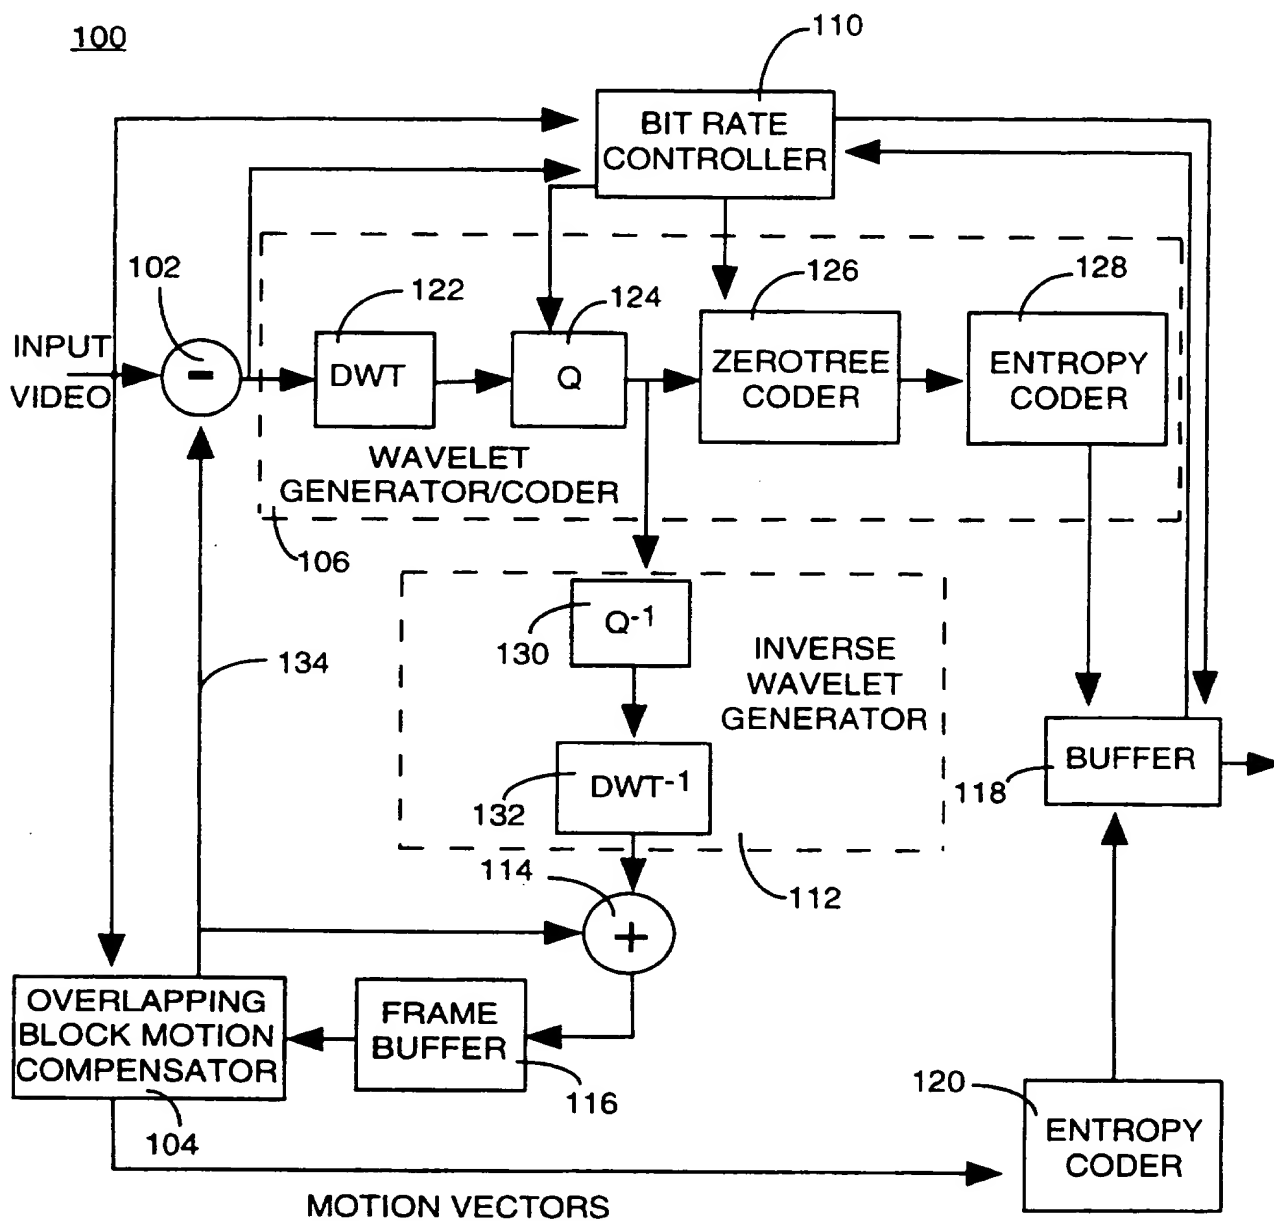 100
110
BIT RATE
CONTROLLER
102
122
124
126
128
INPUT
VIDEO
-
DWT
Q
ZEROTREE
CODER
ENTROPY
CODER
WAVELET
GENERATOR/CODER
106
Q-1
130
INVERSE
WAVELET
GENERATOR
134
DWT-1
132
BUFFER
118
114
112
+
OVERLAPPING
BLOCK MOTION
COMPENSATOR
FRAME
BUFFER
116
104
120
ENTROPY
CODER
MOTION VECTORS